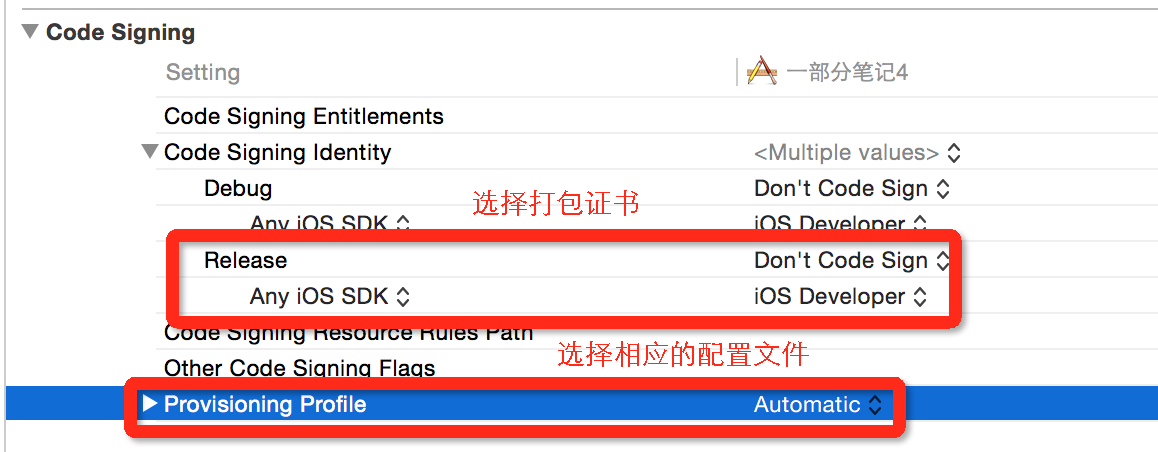 Code Signing
Setting 一部分笔记4
Code Signing Entitlements
Code Signing Identity <Multiple values>
Debug Don't Code Sign
选择打包证书
Any iOS SDK iOS Developer
Release Don't Code Sign
Any iOS SDK iOS Developer
Code Signing Resource Rules Path
选择相应的配置文件
Other Code Signing Flags
Provisioning Profile Automatic